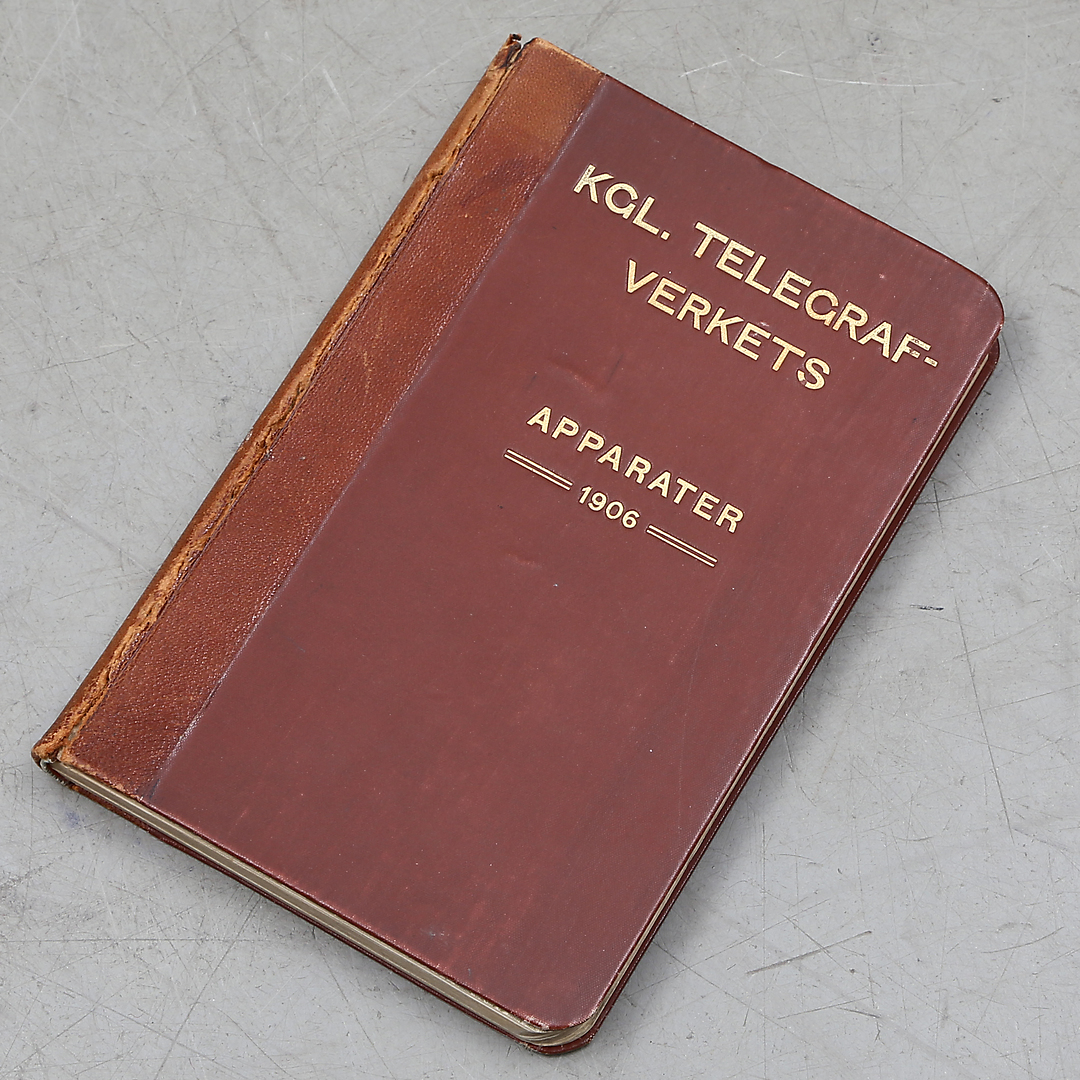 KGL. TELEGRAF-
VERKETS
APPARATER
1906